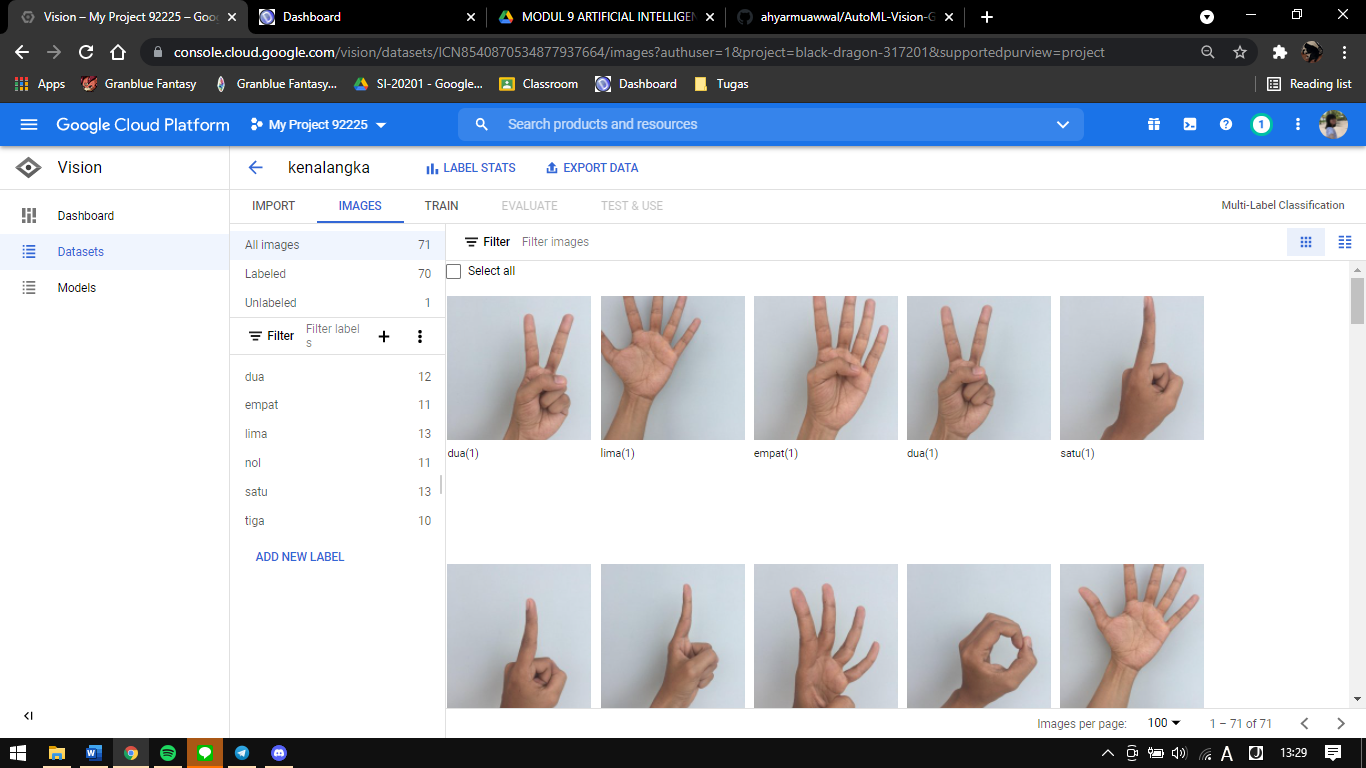 Vision – My Project 92225 – Goo
Dashboard
MODUL 9 ARTIFICIAL INTELLIGEN
ahyarmuawwal/AutoML-Vision-G
console.cloud.google.com/vision/datasets/ICN8540870534877937664/images?authuser=1&project=black-dragon-317201&supportedpurview=project
Apps
Granblue Fantasy
Granblue Fantasy...
SI-20201 - Google...
Classroom
Dashboard
Tugas
Reading list
Google Cloud Platform
My Project 92225
Search products and resources
1
Vision
kenalangka
LABEL STATS
EXPORT DATA
Dashboard
Datasets
Models
IMPORT
IMAGES
TRAIN
EVALUATE
TEST & USE
Multi-Label Classification
All images 71
Labeled 70
Unlabeled 1
Filter
Filter label
s
dua 12
empat 11
lima 13
nol 11
satu 13
tiga 10
ADD NEW LABEL
Filter
Filter images
Select all
dua(1)
lima(1)
empat(1)
dua(1)
satu(1)
Images per page:
100
1 – 71 of 71
A
13:29